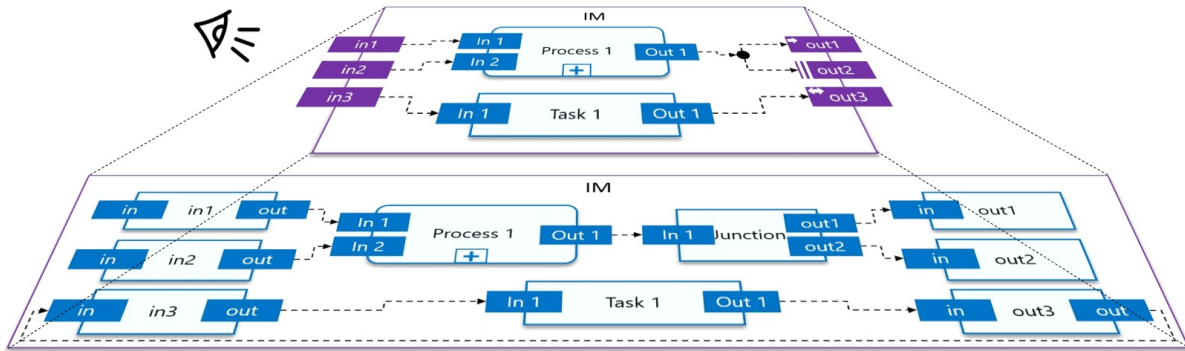 IM
in1
In 1
Process 1
Out 1
out1
in2
In 2
out2
in3
In 1
Task 1
Out 1
out3
IM
in
in1
out
In 1
Process 1
Out 1
In 1
Junction
out1
in
out1
in
in2
out
In 2
out2
in
out2
in
in3
out
In 1
Task 1
Out 1
in
out3
out